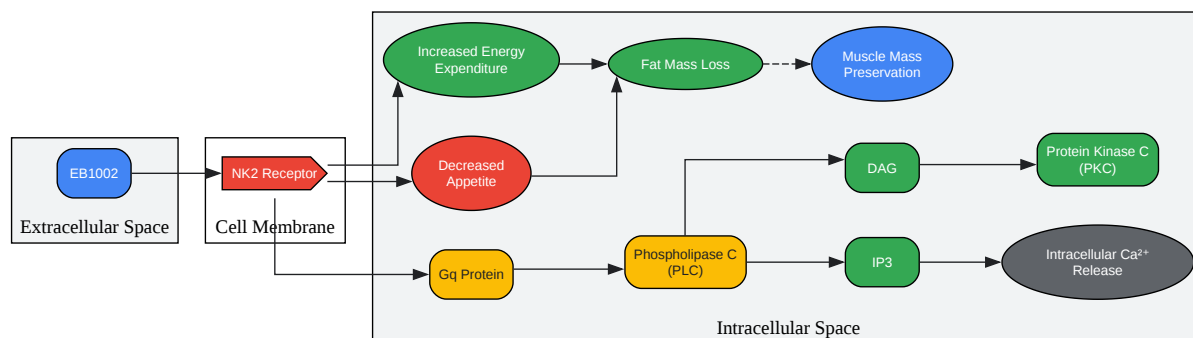 Increased Energy
Expenditure
Fat Mass Loss
Muscle Mass
Preservation
EB1002
Extracellular Space
NK2 Receptor
Cell Membrane
Decreased
Appetite
DAG
Protein Kinase C
(PKC)
Gq Protein
Phospholipase C
(PLC)
IP3
Intracellular Ca²⁺
Release
Intracellular Space